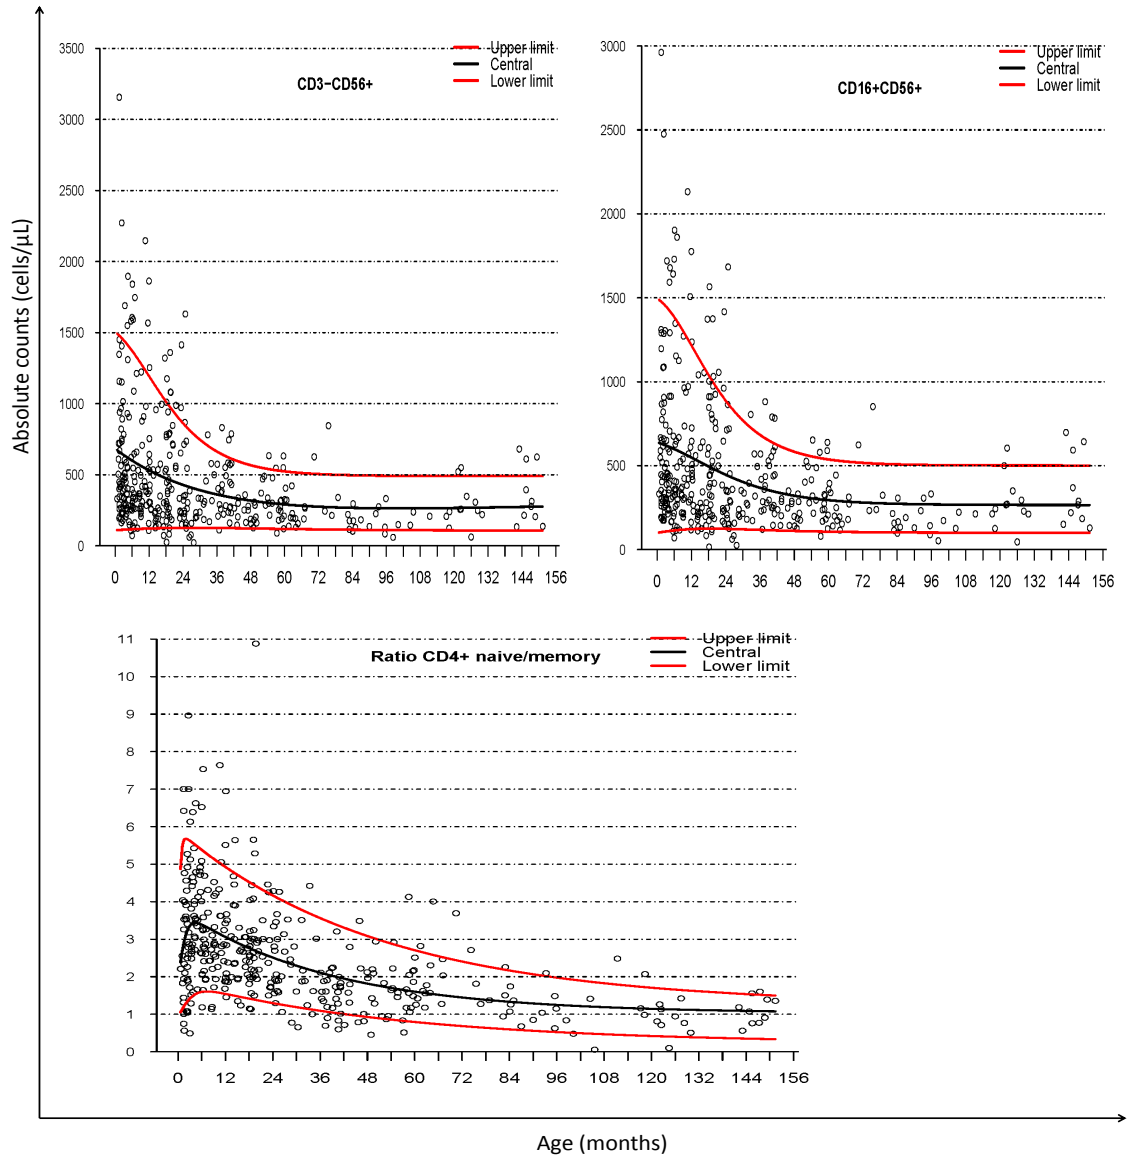 Absolute counts (cells/µL)
CD3−CD56+
Upper limit
Central
Lower limit
3500
3000
2500
2000
1500
1000
500
0
0 12 24 36 48 60 72 84 96 108 120 132 144 156
CD16+CD56+
Upper limit
Central
Lower limit
3000
2500
2000
1500
1000
500
0
0 12 24 36 48 60 72 84 96 108 120 132 144 156
Ratio CD4+ naive/memory
Upper limit
Central
Lower limit
11
10
9
8
7
6
5
4
3
2
1
0
0 12 24 36 48 60 72 84 96 108 120 132 144 156
Age (months)